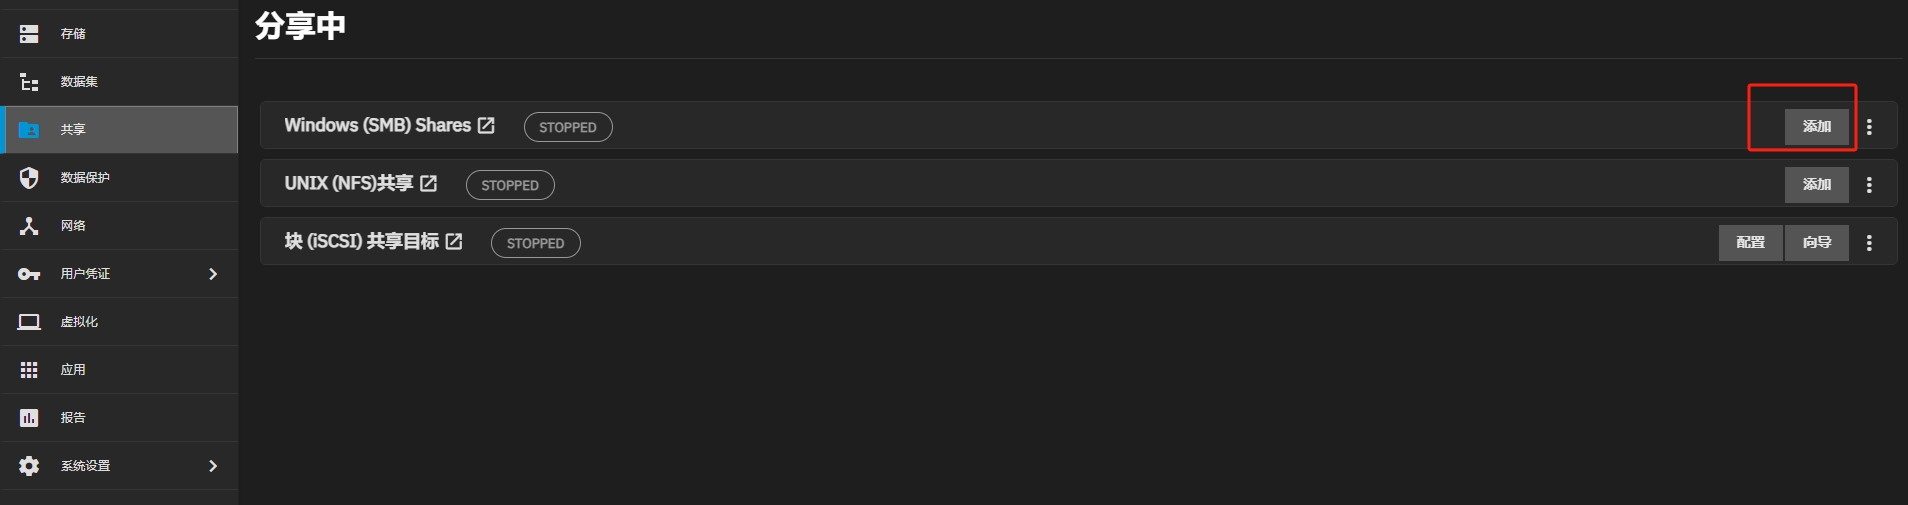 存储
数据集
共享
数据保护
网络
用户凭证
虚拟化
应用
报告
系统设置
分享中
Windows (SMB) Shares STOPPED 添加
UNIX (NFS)共享 STOPPED 添加
块 (iSCSI) 共享目标 STOPPED 配置 向导